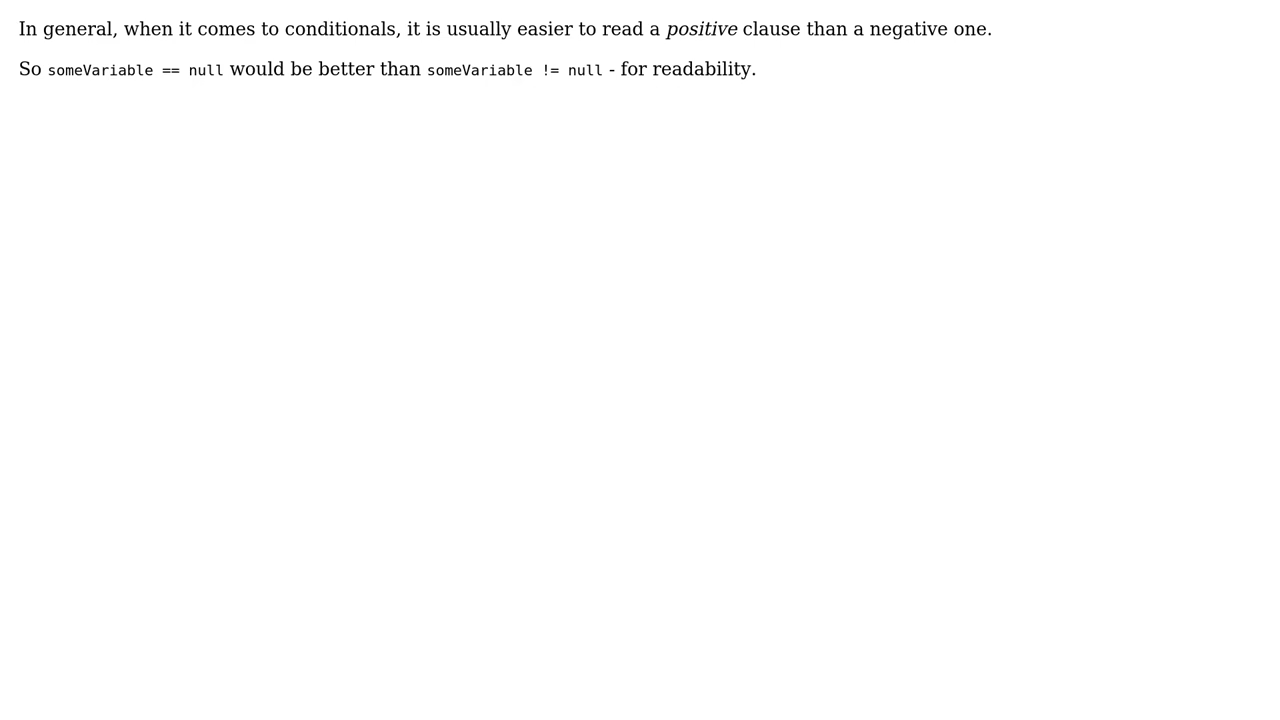 In general, when it comes to conditionals, it is usually easier to read a positive clause than a negative one.
So someVariable == null would be better than someVariable != null - for readability.